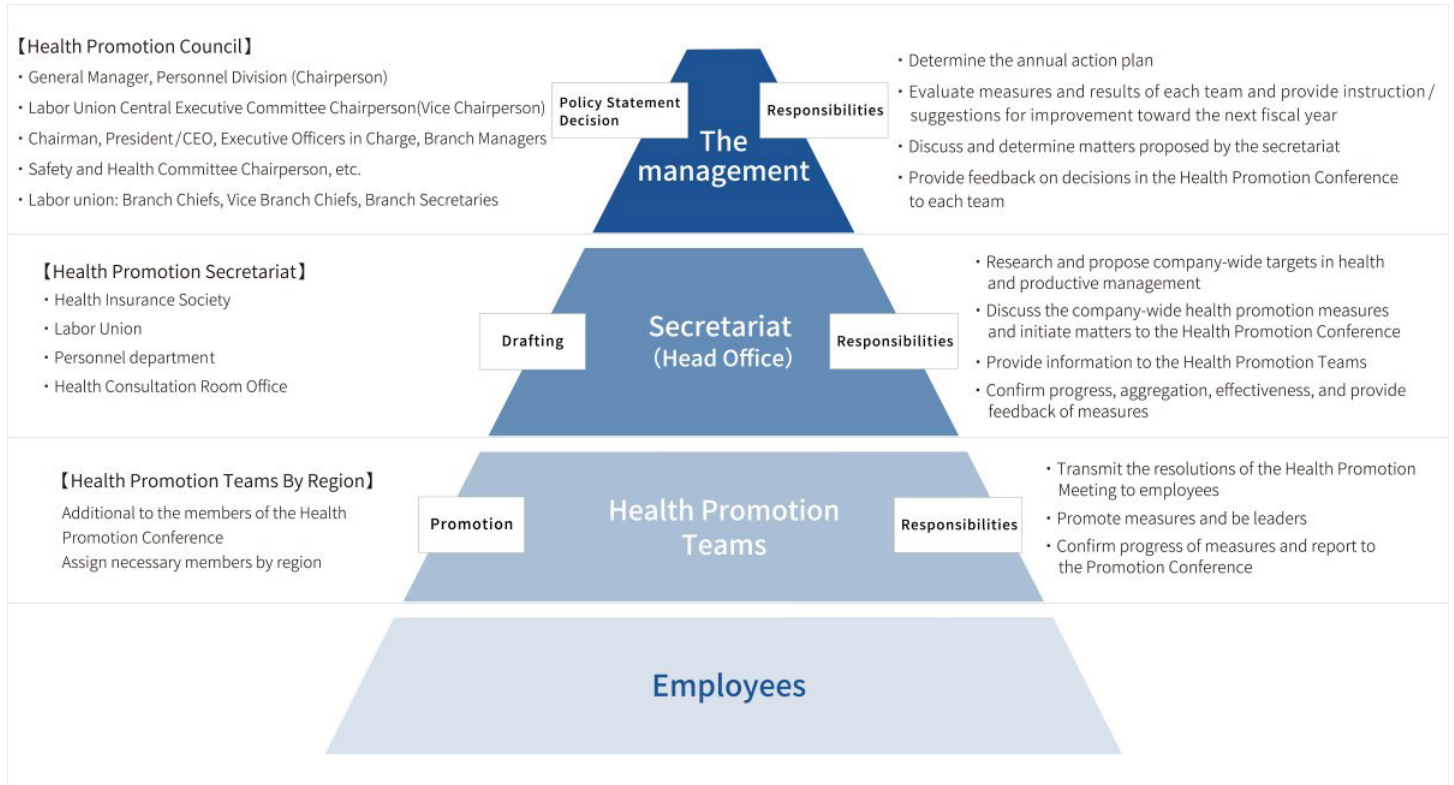 【Health Promotion Council】
・General Manager, Personnel Division (Chairperson)
・Labor Union Central Executive Committee Chairperson(Vice Chairperson)
・Chairman, President/CEO, Executive Officers in Charge, Branch Managers
・Safety and Health Committee Chairperson, etc.
・Labor union: Branch Chiefs, Vice Branch Chiefs, Branch Secretaries
Policy Statement
Decision
The
management
Responsibilities
・Determine the annual action plan
・Evaluate measures and results of each team and provide instruction /
suggestions for improvement toward the next fiscal year
・Discuss and determine matters proposed by the secretariat
・Provide feedback on decisions in the Health Promotion Conference
to each team
【Health Promotion Secretariat】
・Health Insurance Society
・Labor Union
・Personnel department
・Health Consultation Room Office
Drafting
Secretariat
（Head Office）
Responsibilities
・Research and propose company-wide targets in health
and productive management
・Discuss the company-wide health promotion measures
and initiate matters to the Health Promotion Conference
・Provide information to the Health Promotion Teams
・Confirm progress, aggregation, effectiveness, and provide
feedback of measures
【Health Promotion Teams By Region】
Additional to the members of the Health
Promotion Conference
Assign necessary members by region
Promotion
Health Promotion
Teams
Responsibilities
・Transmit the resolutions of the Health Promotion
Meeting to employees
・Promote measures and be leaders
・Confirm progress of measures and report to
the Promotion Conference
Employees